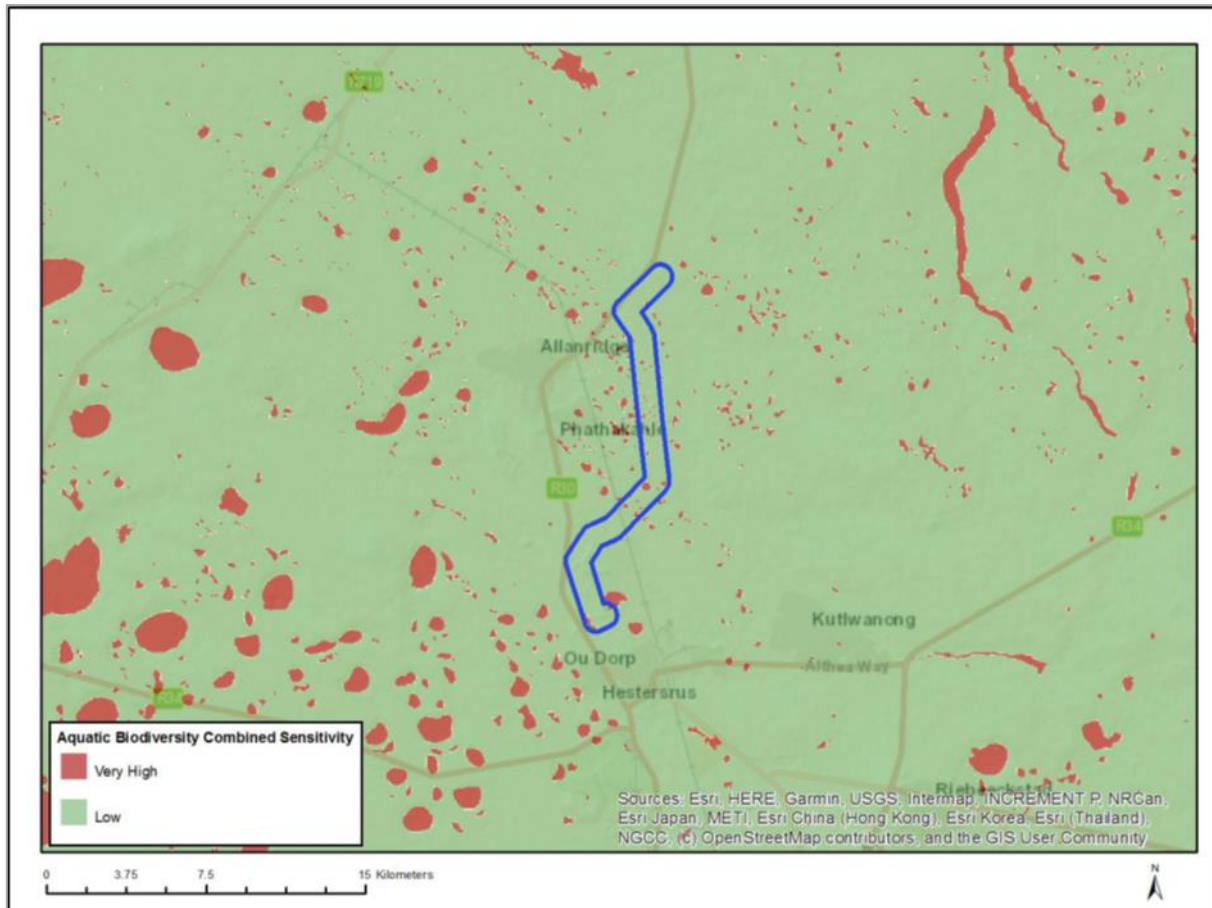 Allanridge
Phathakahle
R30
R34
Kutlwanong
Ou Dorp
Althea Way
Hestersrus
R34
Aquatic Biodiversity Combined Sensitivity
Very High
Low
Sources: Esri, HERE, Garmin, USGS, Intermap, INCREMENT P, NRCan,
Esri Japan, METI, Esri China (Hong Kong), Esri Korea, Esri (Thailand),
NGCC, (c) OpenStreetMap contributors, and the GIS User Community
0 3.75 7.5 15 Kilometers
N